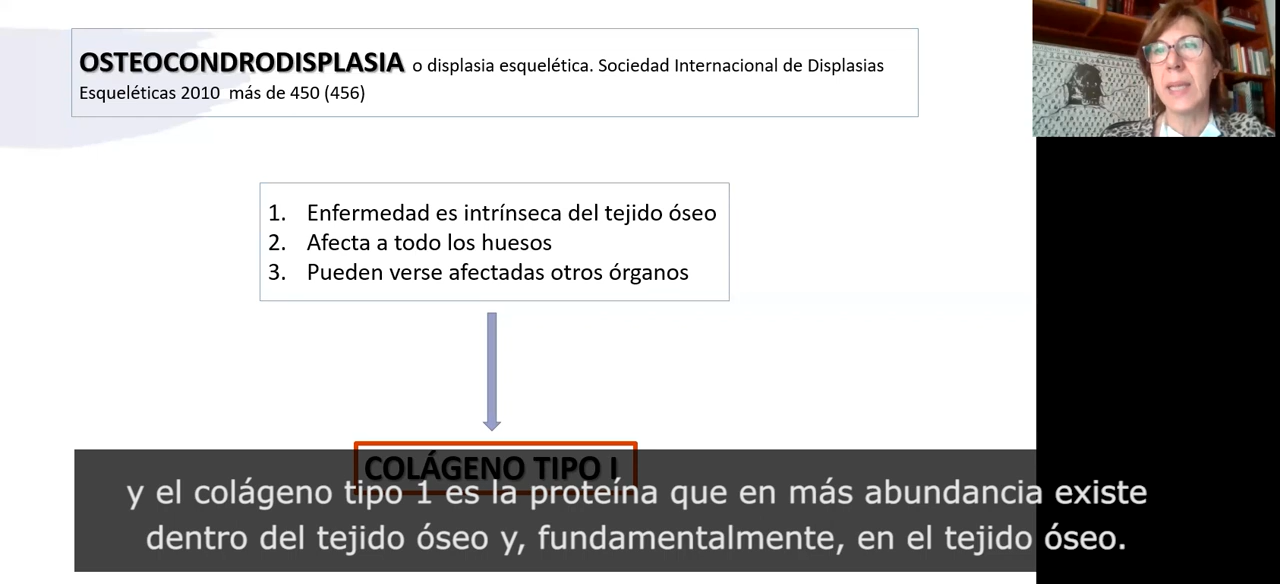 OSTEOCONDRODISPLASIA o displasia esquelética. Sociedad Internacional de Displasias
Esqueléticas 2010 más de 450 (456)
1. Enfermedad es intrínseca del tejido óseo
2. Afecta a todo los huesos
3. Pueden verse afectadas otros órganos
COLÁGENO TIPO I
y el colágeno tipo 1 es la proteína que en más abundancia existe
dentro del tejido óseo y, fundamentalmente, en el tejido óseo.